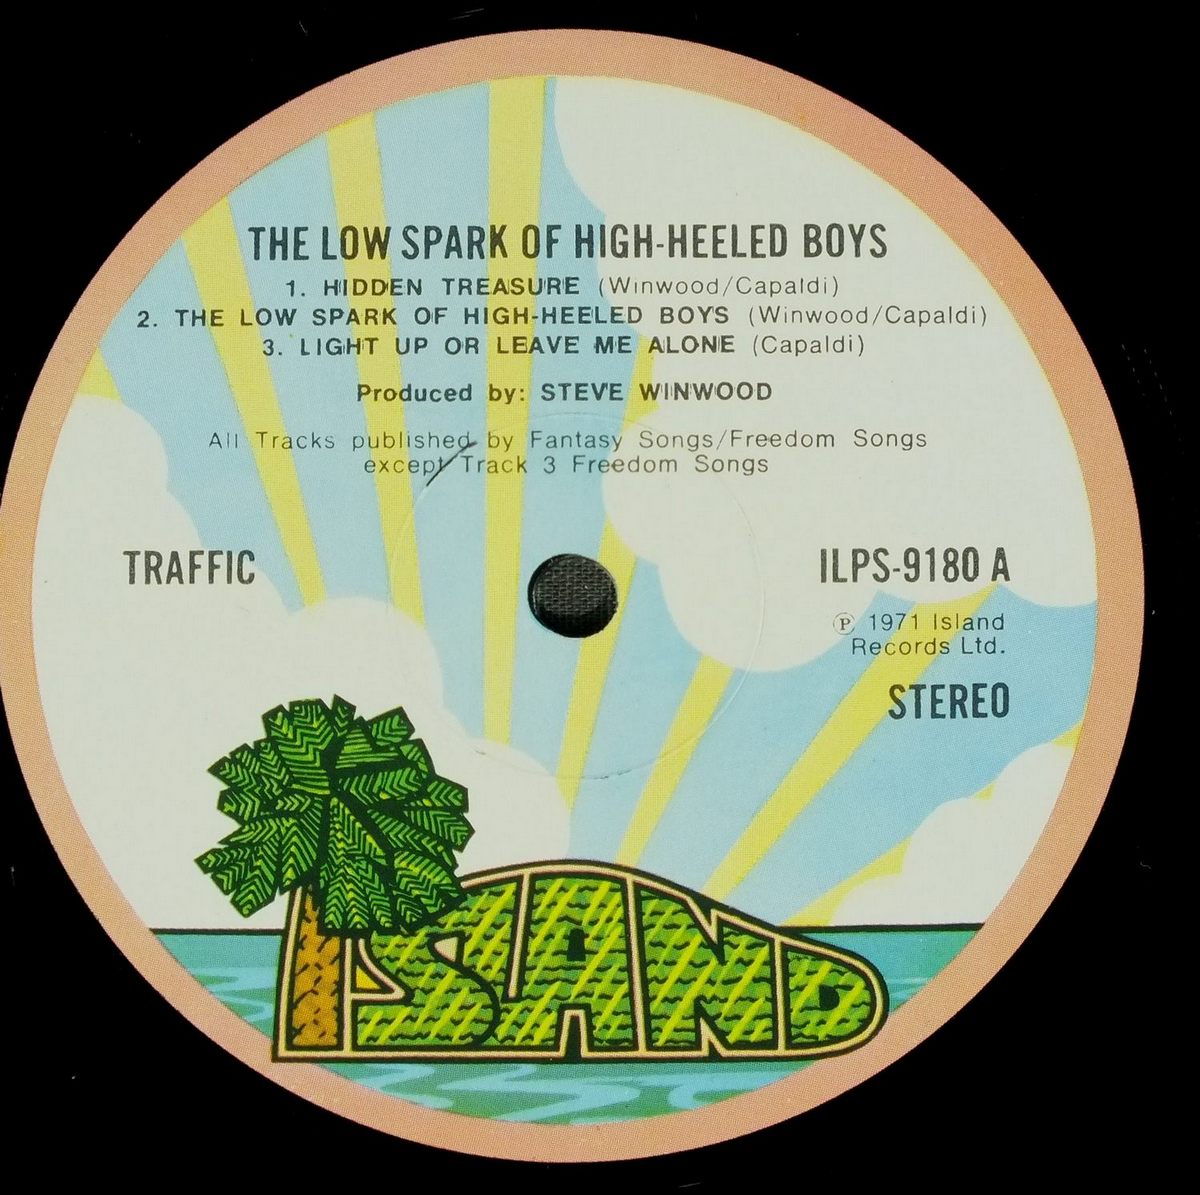 THE LOW SPARK OF HIGH-HEELED BOYS
1. HIDDEN TREASURE (Winwood/Capaldi)
2. THE LOW SPARK OF HIGH-HEELED BOYS (Winwood/Capaldi)
3. LIGHT UP OR LEAVE ME ALONE (Capaldi)
Produced by: STEVE WINWOOD
All Tracks published by Fantasy Songs/Freedom Songs
except Track 3 Freedom Songs
TRAFFIC
ILPS-9180 A
℗ 1971 Island
Records Ltd.
STEREO
ISLAND